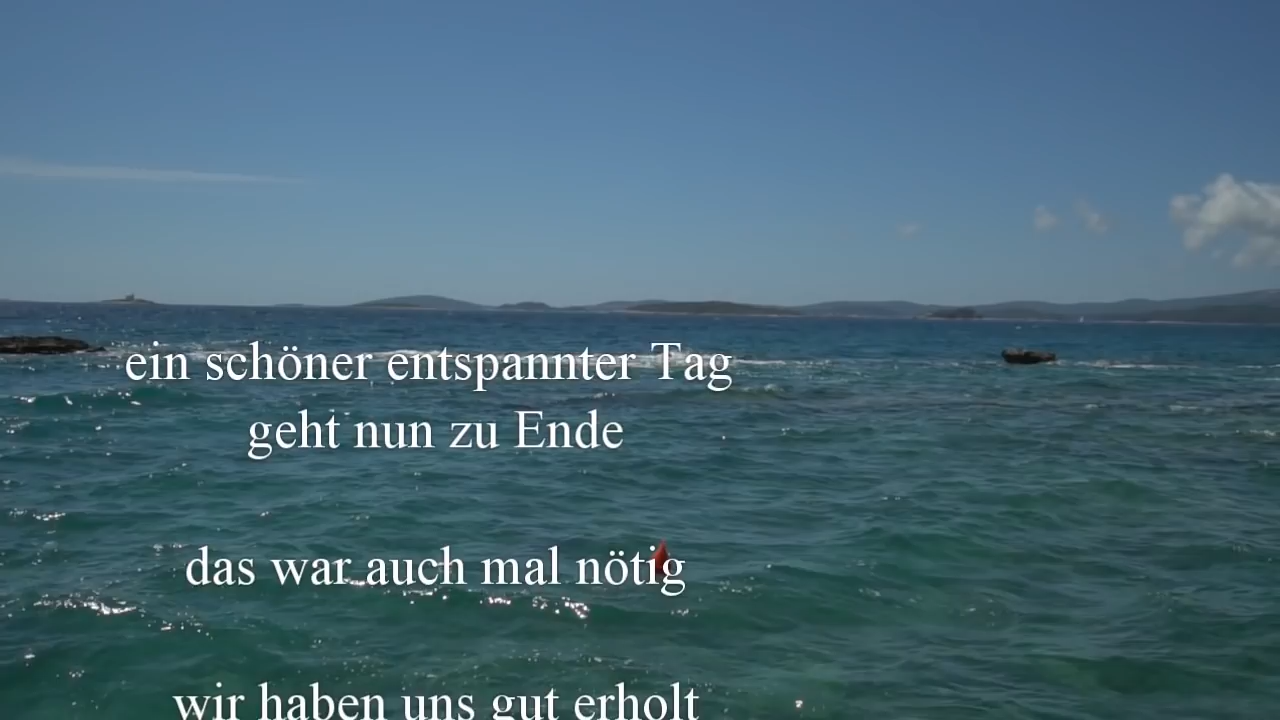 ein schöner entspannter Tag
geht nun zu Ende
das war auch mal nötig
wir haben uns gut erholt